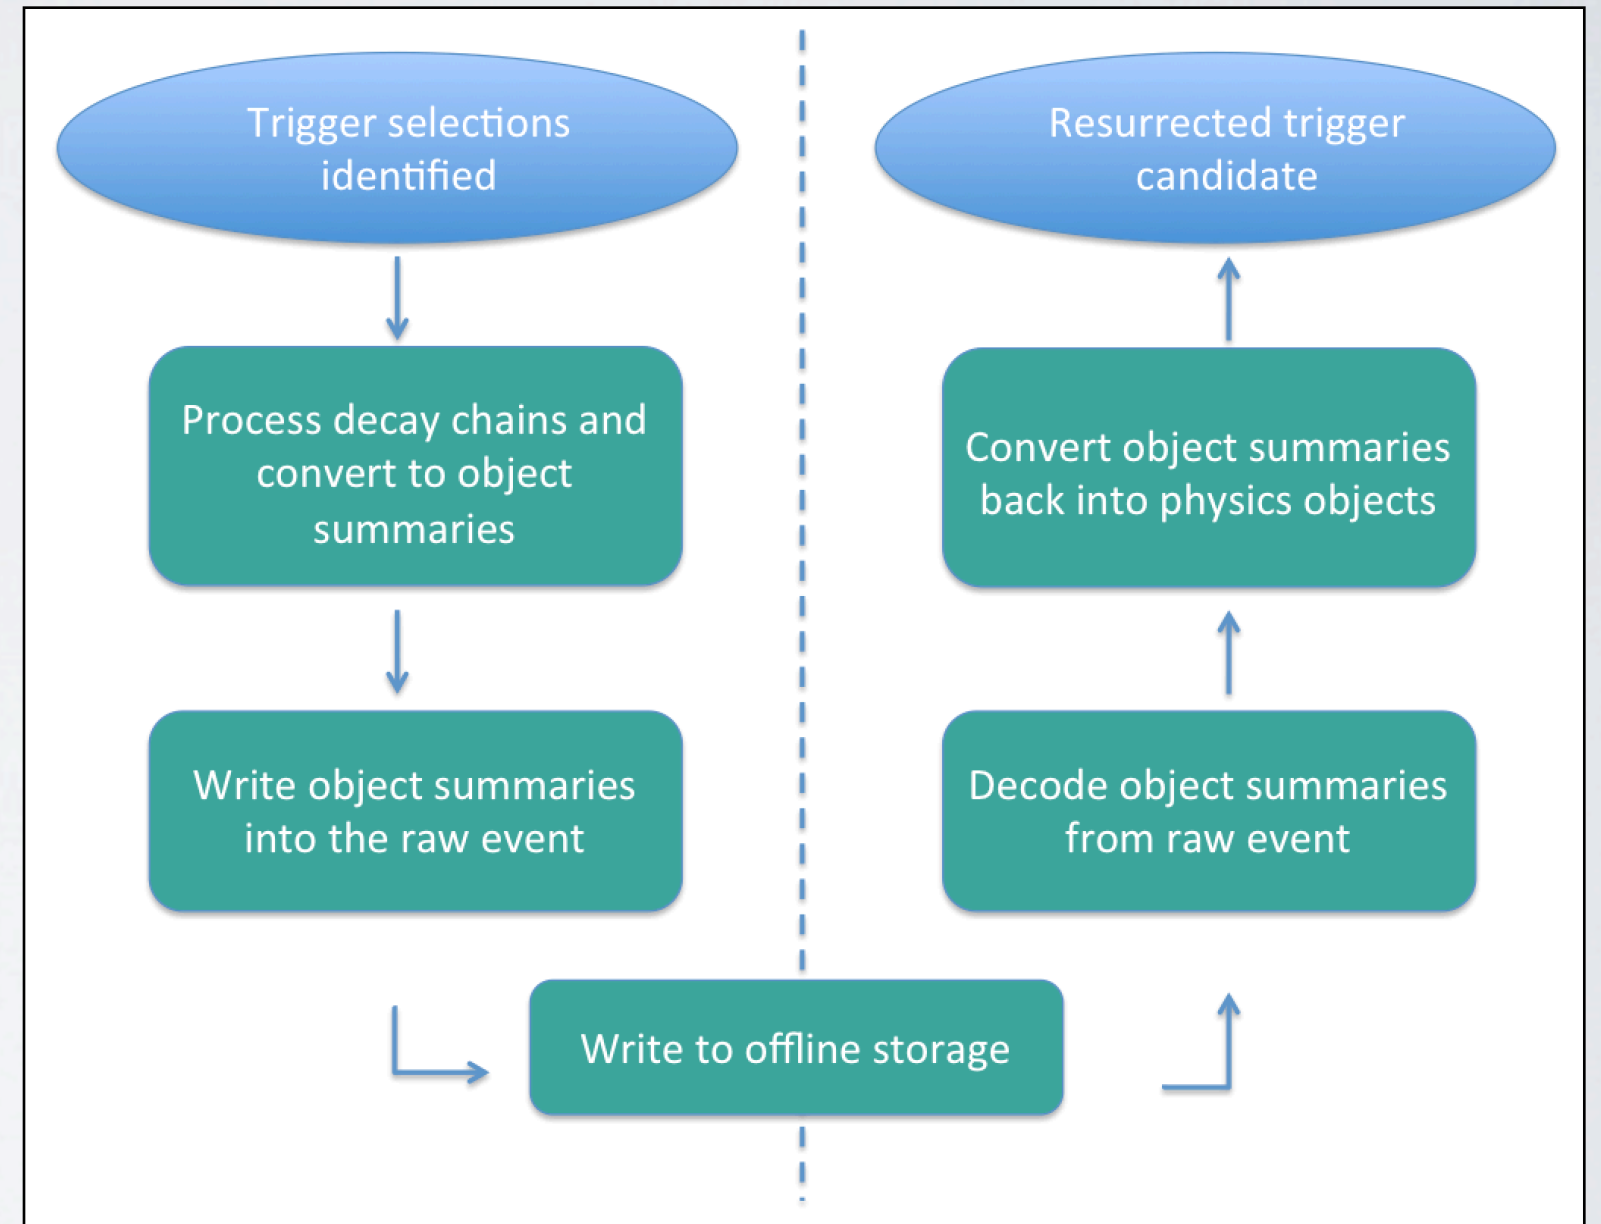 Trigger selections
identified
Process decay chains and
convert to object
summaries
Write object summaries
into the raw event
Write to offline storage
Decode object summaries
from raw event
Convert object summaries
back into physics objects
Resurrected trigger
candidate